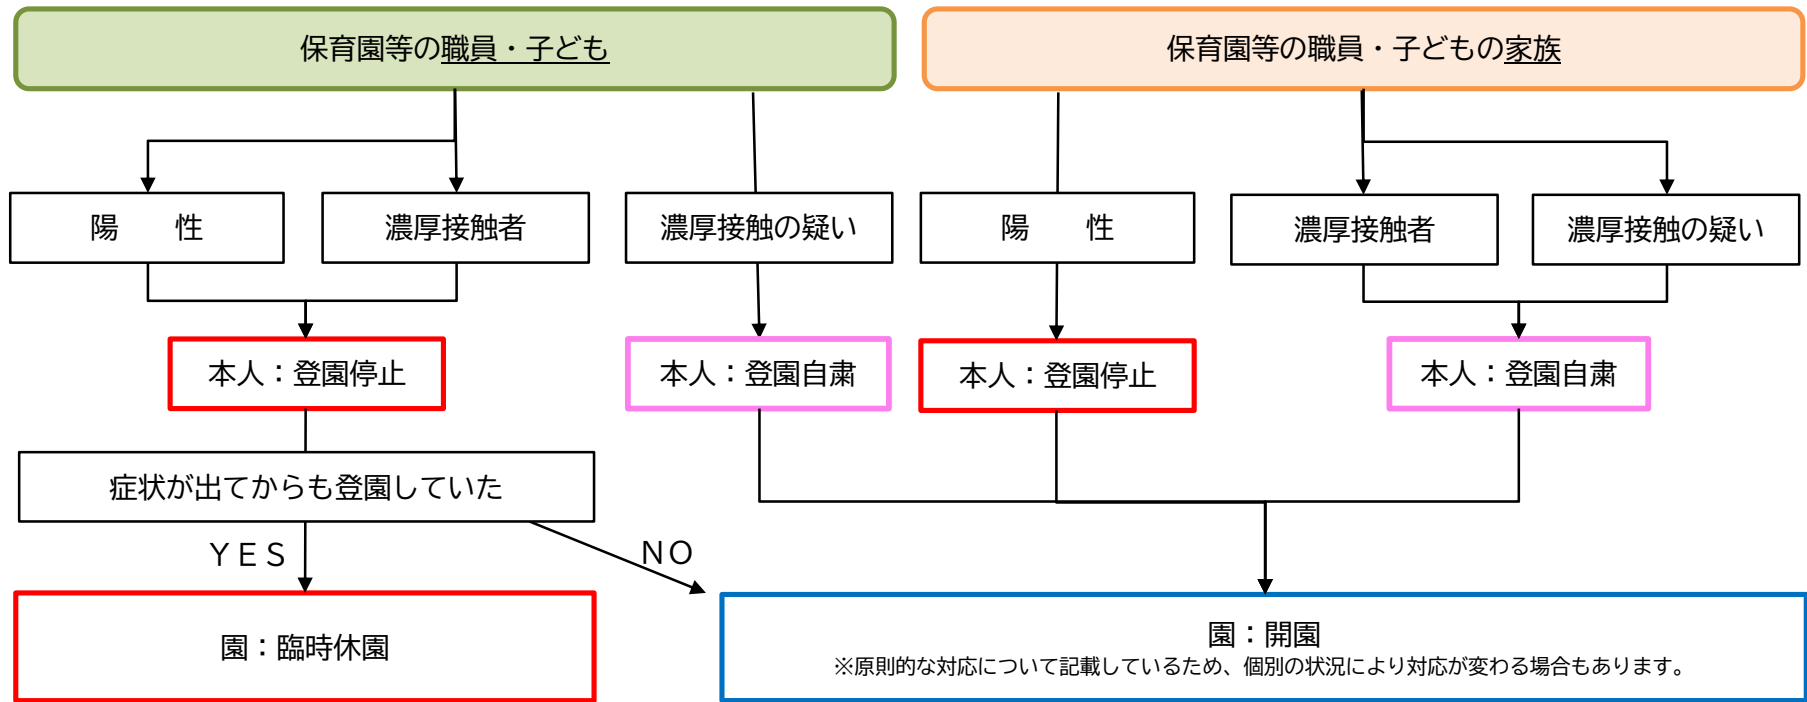 保育園等の職員・子ども
保育園等の職員・子どもの家族
陽　　性
濃厚接触者
濃厚接触の疑い
陽　　性
濃厚接触者
濃厚接触の疑い
本人：登園停止
本人：登園自粛
本人：登園停止
本人：登園自粛
症状が出てからも登園していた
ＹＥＳ
ＮＯ
園：臨時休園
園：開園
※原則的な対応について記載しているため、個別の状況により対応が変わる場合もあります。